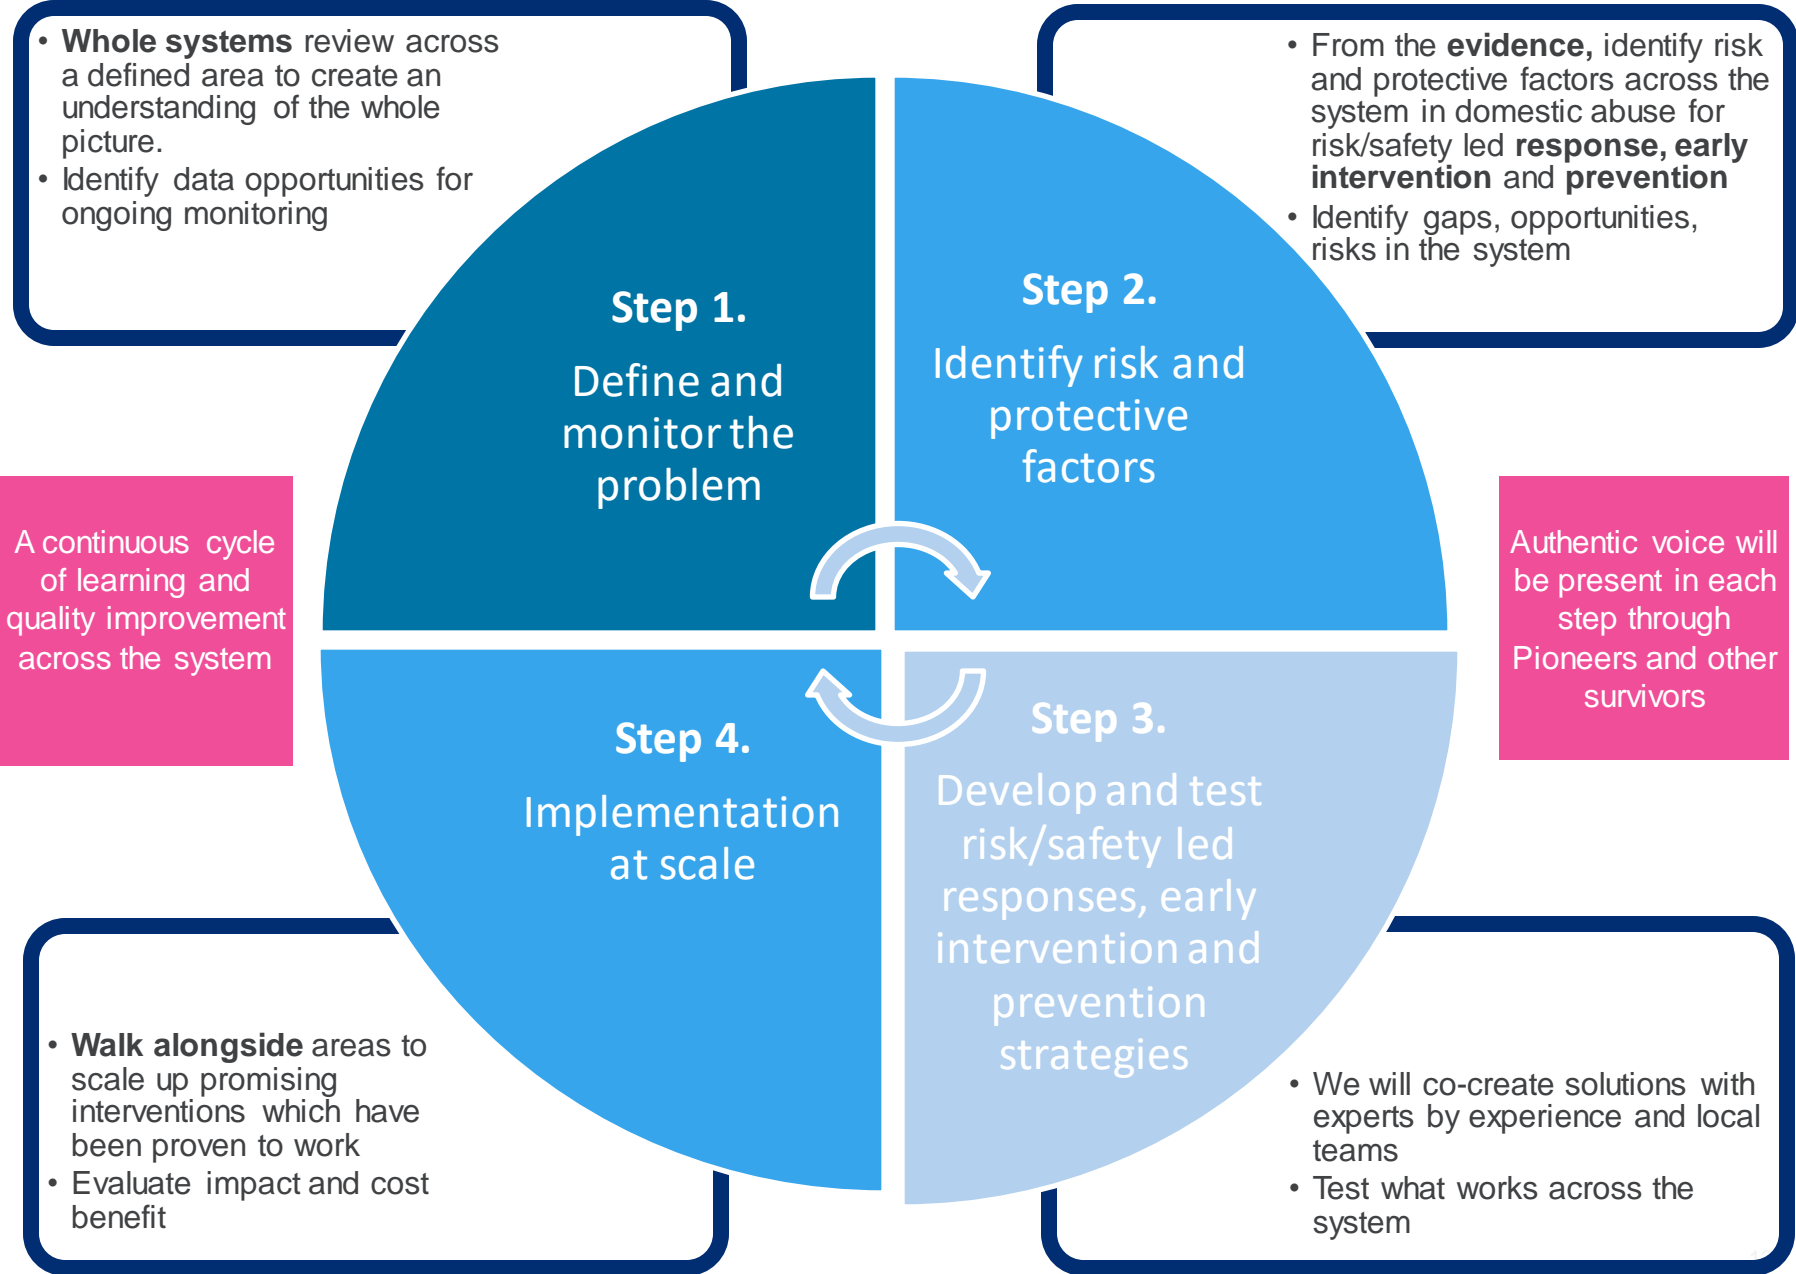 • Whole systems review across
a defined area to create an
understanding of the whole
picture.
• Identify data opportunities for
ongoing monitoring
• From the evidence, identify risk
and protective factors across the
system in domestic abuse for
risk/safety led response, early
intervention and prevention
• Identify gaps, opportunities,
risks in the system
Step 1.
Define and
monitor the
problem
Step 2.
Identify risk and
protective
factors
A continuous cycle
of learning and
quality improvement
across the system
Authentic voice will
be present in each
step through
Pioneers and other
survivors
Step 3.
Develop and test
risk/safety led
responses, early
intervention and
prevention
strategies
Step 4.
Implementation
at scale
• Walk alongside areas to
scale up promising
interventions which have
been proven to work
• Evaluate impact and cost
benefit
• We will co-create solutions with
experts by experience and local
teams
• Test what works across the
system